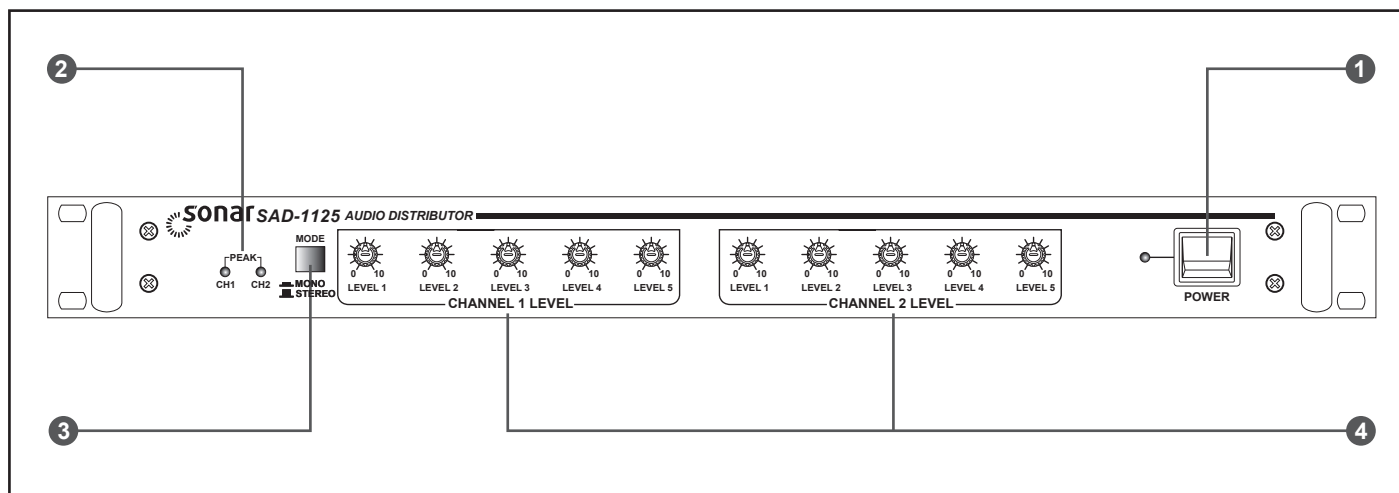 2
1
sonar SAD-1125 AUDIO DISTRIBUTOR
PEAK
CH1 CH2
MODE
MONO
STEREO
0 10 0 10 0 10 0 10 0 10
LEVEL 1 LEVEL 2 LEVEL 3 LEVEL 4 LEVEL 5
CHANNEL 1 LEVEL
0 10 0 10 0 10 0 10 0 10
LEVEL 1 LEVEL 2 LEVEL 3 LEVEL 4 LEVEL 5
CHANNEL 2 LEVEL
POWER
3
4